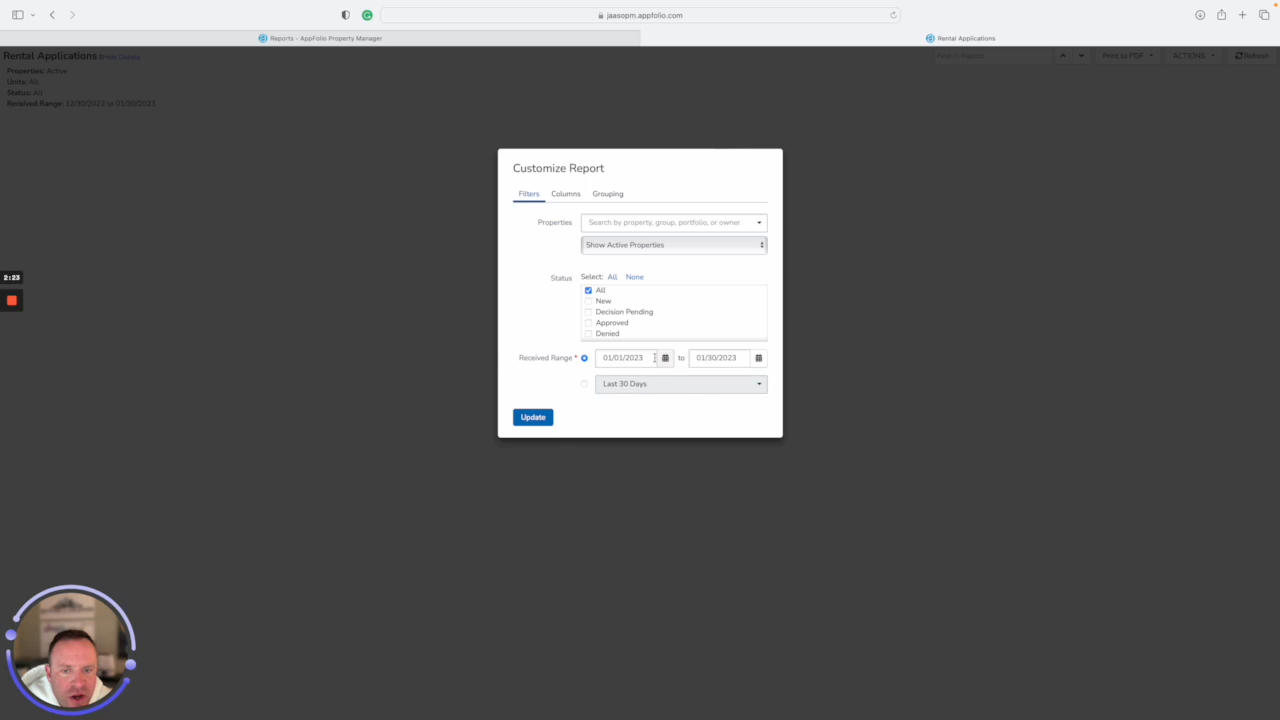 jaasopm.appfolio.com
Reports - AppFolio Property Manager
Rental Applications
Rental Applications
Properties: Active
Units: All
Status: All
Received Range: 12/30/2022 to 01/30/2023
Print to PDF
ACTIONS
Refresh
Customize Report
Filters Columns Grouping
Properties Search by property, group, portfolio, or owner
Show Active Properties
Status Select: All None
All
New
Decision Pending
Approved
Denied
Received Range * 01/01/2023 to 01/30/2023
Last 30 Days
Update
2:23